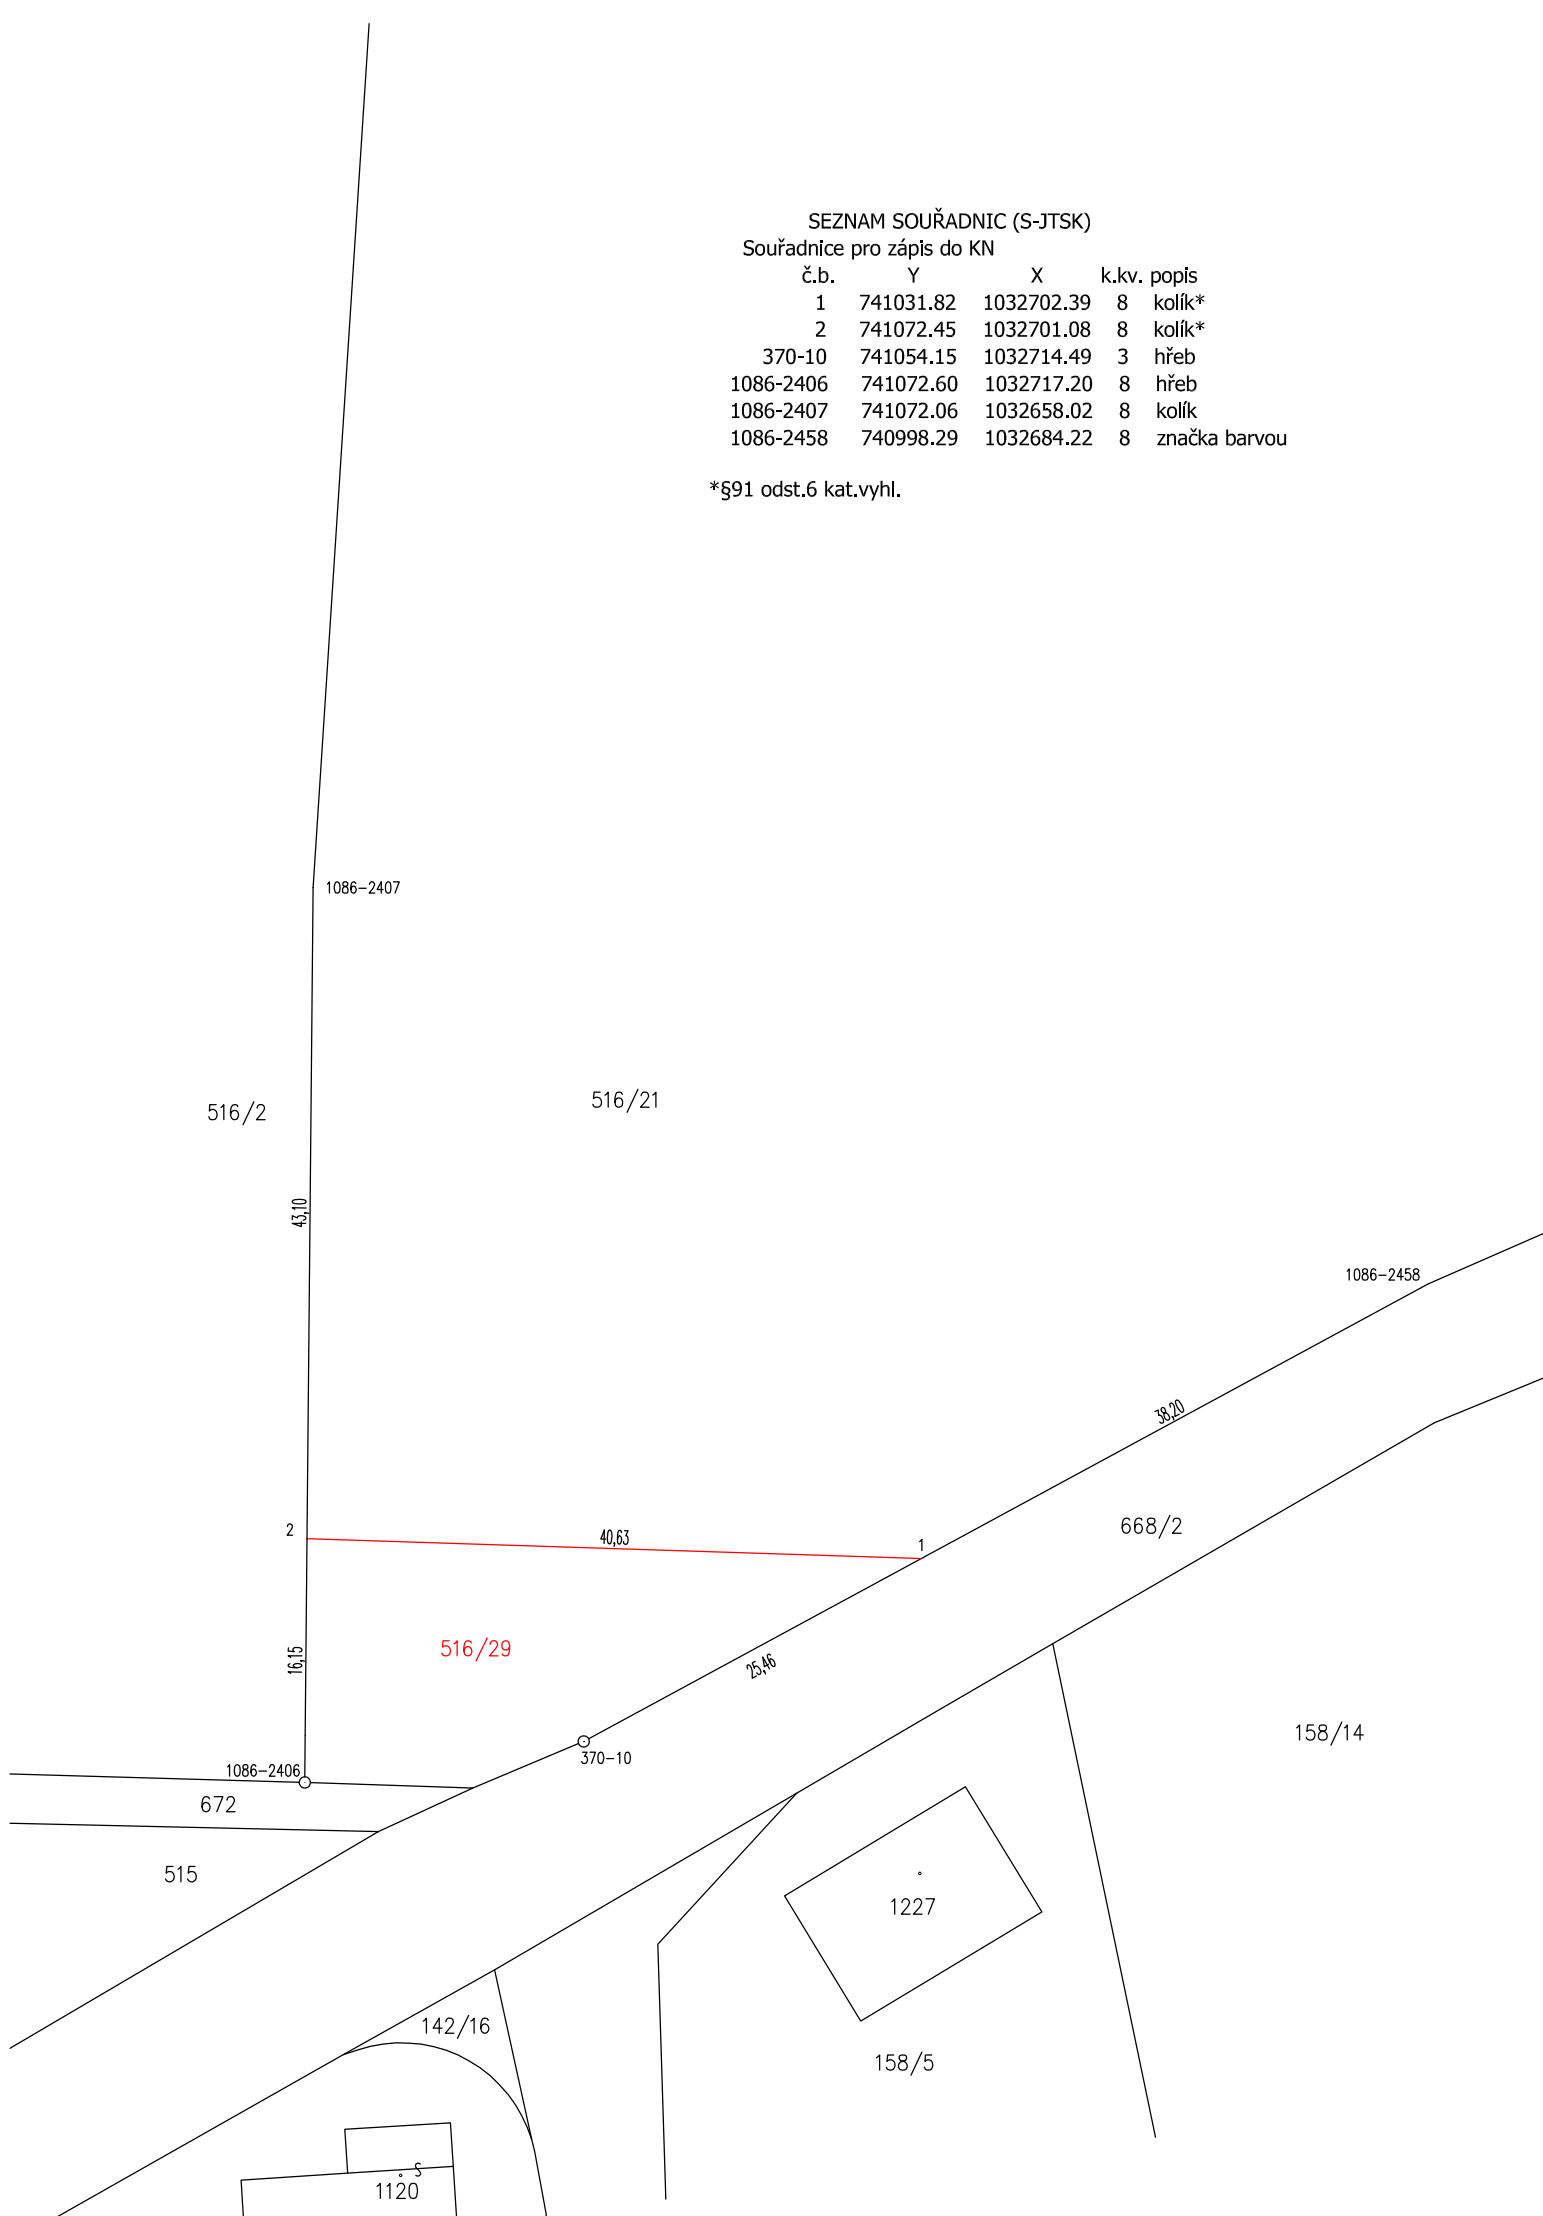 SEZNAM SOUŘADNIC (S-JTSK)
Souřadnice pro zápis do KN
č.b. Y X k.kv. popis
1 741031.82 1032702.39 8 kolík*
2 741072.45 1032701.08 8 kolík*
370-10 741054.15 1032714.49 3 hřeb
1086-2406 741072.60 1032717.20 8 hřeb
1086-2407 741072.06 1032658.02 8 kolík
1086-2458 740998.29 1032684.22 8 značka barvou
*§91 odst.6 kat.vyhl.
1086-2407
516/2
516/21
43,10
1086-2458
38,20
2
40,63
1
668/2
516/29
16,15
25,46
158/14
370-10
1086-2406
672
515
1227
142/16
158/5
S
1120